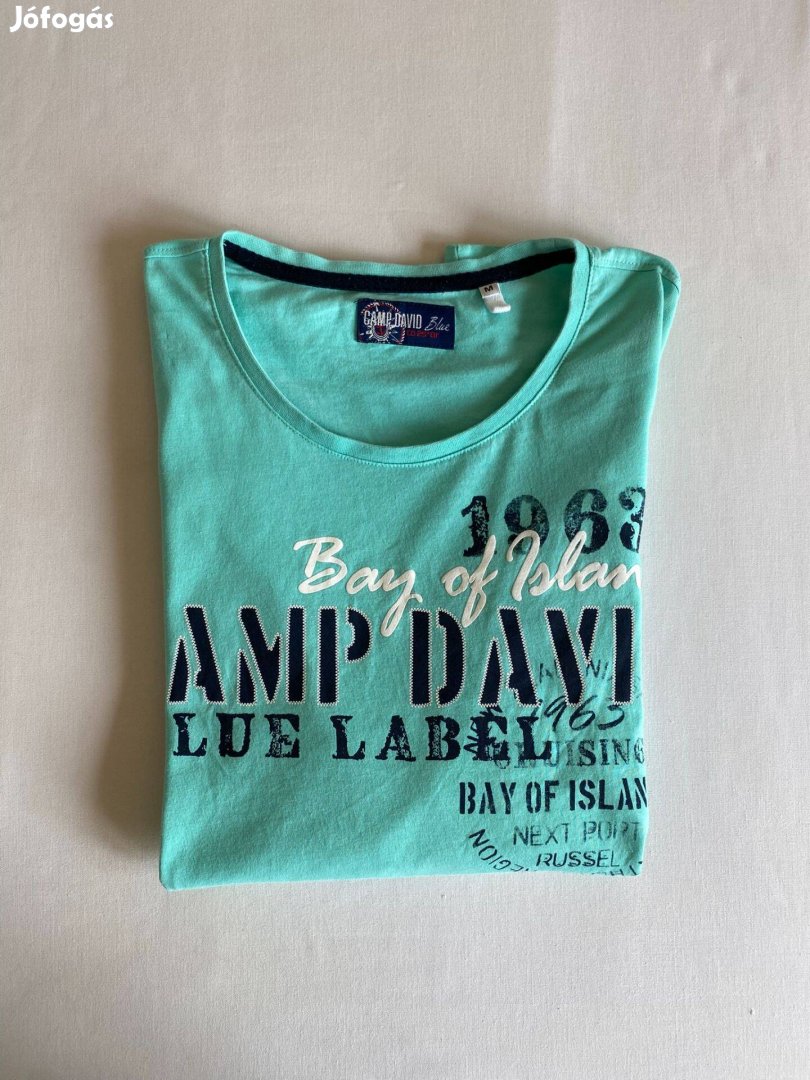 Jófogás
CAMP DAVID Blue
M
1963
Bay of Islan
AMP DAVI
LUE LABEL
1963
CRUISING
BAY OF ISLAN
NEXT PORT
RUSSEL
REGION